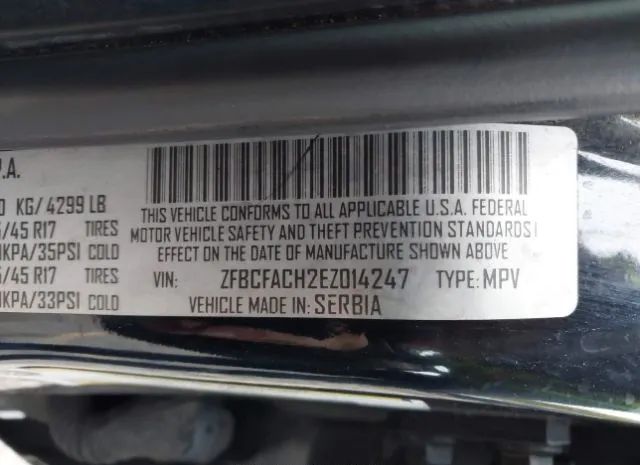 .A.
KG/ 4299 LB
/45 R17 TIRES
KPA/35PSI COLD
/45 R17 TIRES
KPA/33PSI COLD
THIS VEHICLE CONFORMS TO ALL APPLICABLE U.S.A. FEDERAL
MOTOR VEHICLE SAFETY AND THEFT PREVENTION STANDARDS I
EFFECT ON THE DATE OF MANUFACTURE SHOWN ABOVE
VIN: ZFBCFACH2EZ014247 TYPE: MPV
VEHICLE MADE IN: SERBIA